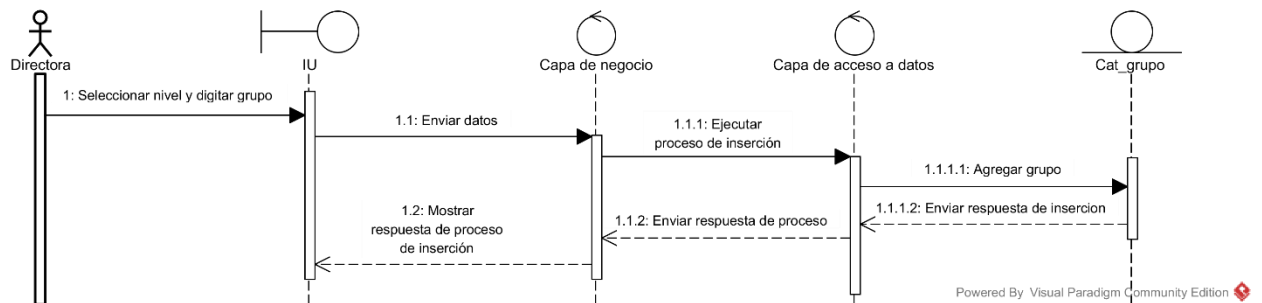 Directora
IU
Capa de negocio
Capa de acceso a datos
Cat_grupo
1: Seleccionar nivel y digitar grupo
1.1: Enviar datos
1.1.1: Ejecutar
proceso de inserción
1.1.1.1: Agregar grupo
1.1.1.2: Enviar respuesta de insercion
1.1.2: Enviar respuesta de proceso
1.2: Mostrar
respuesta de proceso
de inserción
Powered By Visual Paradigm Community Edition